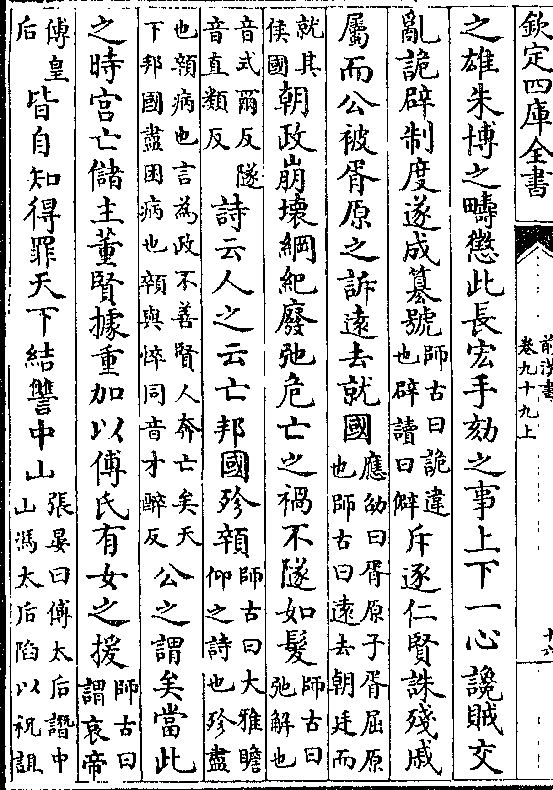 欽定四庫全書
前漢書
卷九十九上
十六
之雄朱博之疇懲此長宏手劾之事上下一心讒賊交
亂詭辟制度遂成篡號師古曰詭違也辟讀曰僻斥逐仁賢誅殘戚
屬而公被胥原之訴遠去就國應劭曰胥原子胥屈原也師古曰遠去朝廷而
就其侯國朝政崩壞綱紀廢弛危亡之禍不隧如髮師古曰弛解也
音式爾反隧音直類反詩云人之云亡邦國殄顇師古曰大雅瞻仰之詩也殄盡
也顇病也言為政不善賢人奔亡矣天下邦國盡困病也顇與悴同音才醉反公之謂矣當此
之時宫亡儲主董賢據重加以傅氏有女之援師古曰謂哀帝
傅皇后皆自知得罪天下結讐中山張晏曰傅太后譖中山馮太后陷以祝詛